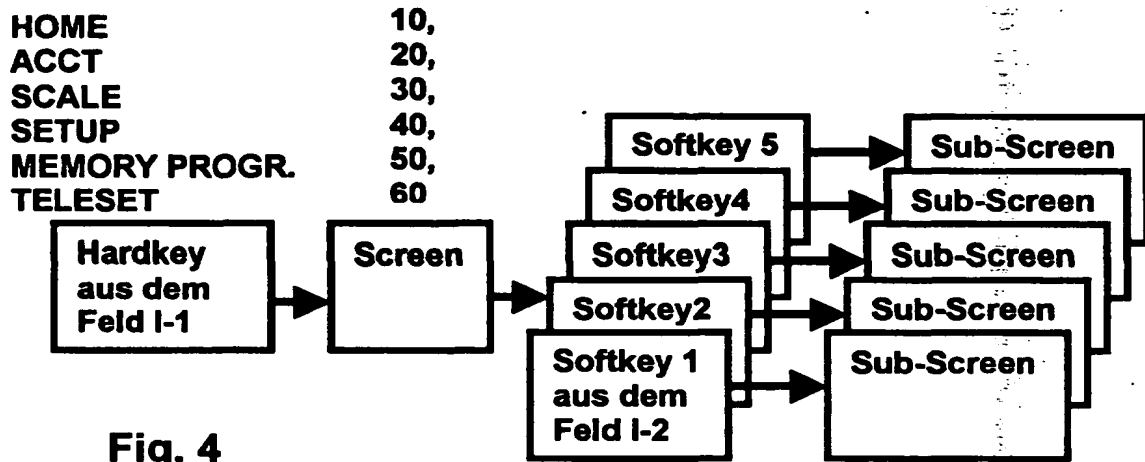 HOME 10,
ACCT 20,
SCALE 30,
SETUP 40,
MEMORY PROGR. 50,
TELESET 60
Hardkey
aus dem
Feld I-1
Screen
Softkey 5
Softkey4
Softkey3
Softkey2
Softkey 1
aus dem
Feld I-2
Sub-Screen
Sub-Screen
Sub-Screen
Sub-Screen
Sub-Screen
Fig. 4